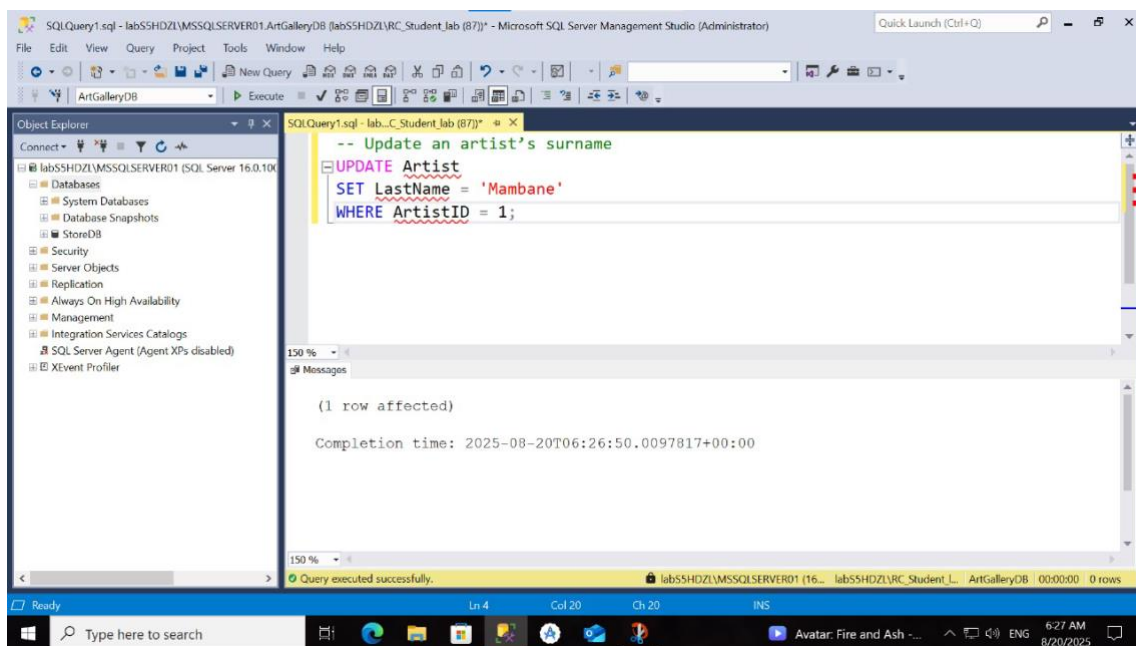 SQLQuery1.sql - labS5HDZL\MSSQLSERVER01.ArtGalleryDB (labS5HDZL\RC_Student_lab (87))* - Microsoft SQL Server Management Studio (Administrator)
Quick Launch (Ctrl+Q)
File Edit View Query Project Tools Window Help
New Query
ArtGalleryDB
Execute
Object Explorer
SQLQuery1.sql - lab...C_Student_lab (87))*
Connect
labS5HDZL\MSSQLSERVER01 (SQL Server 16.0.100
Databases
System Databases
Database Snapshots
StoreDB
Security
Server Objects
Replication
Always On High Availability
Management
Integration Services Catalogs
SQL Server Agent (Agent XPs disabled)
XEvent Profiler
-- Update an artist’s surname
UPDATE Artist
SET LastName = 'Mambane'
WHERE ArtistID = 1;
150 %
Messages
(1 row affected)
Completion time: 2025-08-20T06:26:50.0097817+00:00
150 %
Query executed successfully.
labS5HDZL\MSSQLSERVER01 (16...
labS5HDZL\RC_Student_l...
ArtGalleryDB
00:00:00
0 rows
Ready
Ln 4
Col 20
Ch 20
INS
Type here to search
Avatar: Fire and Ash -...
ENG
6:27 AM
8/20/2025